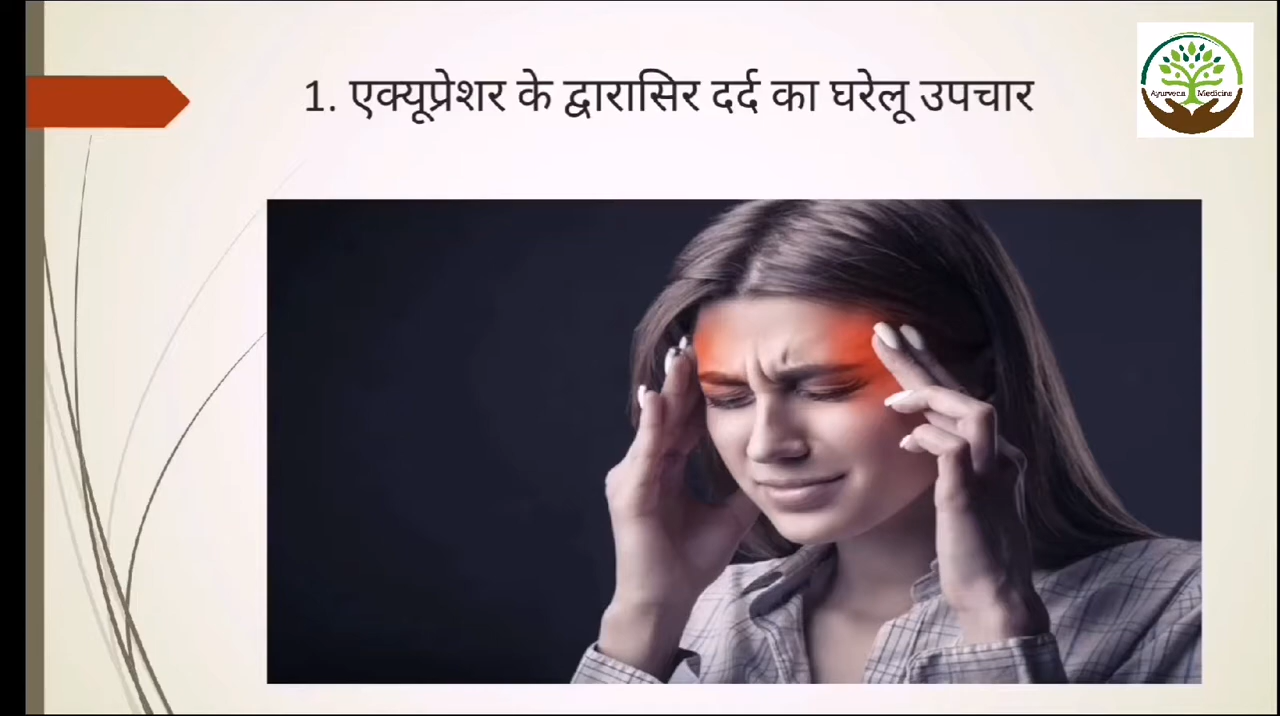 1. एक्यूप्रेशर के द्वारासिर दर्द का घरेलू उपचार
Ayurveda Medicine